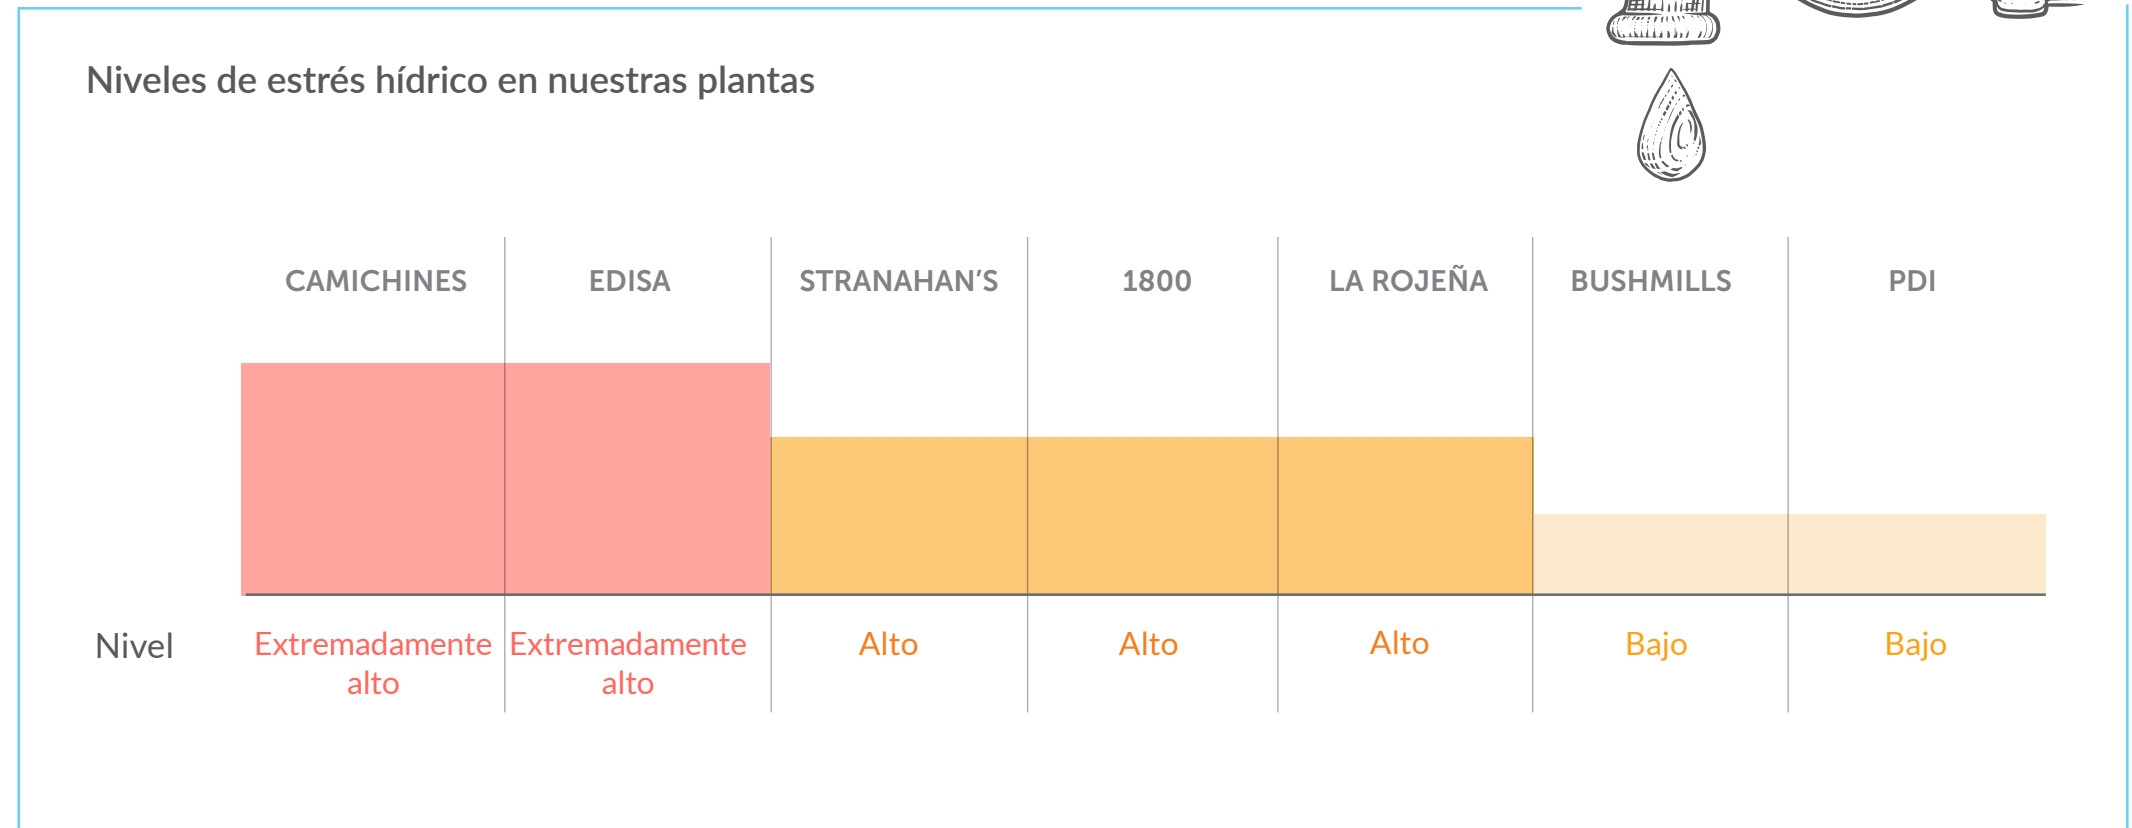 Niveles de estrés hídrico en nuestras plantas
CAMICHINES EDISA STRANAHAN’S 1800 LA ROJEÑA BUSHMILLS PDI
Nivel Extremadamente Extremadamente Alto Alto Alto Bajo Bajo
alto alto